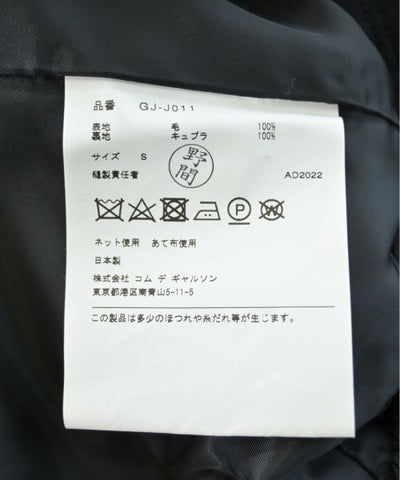 品番 GJ-J011
表地 毛 100%
裏地 キュプラ 100%
サイズ S
野間
縫製責任者 AD2022
P W
ネット使用 あて布使用
日本製
株式会社 コム デ ギャルソン
東京都港区南青山5-11-5
この製品は多少のほつれや糸だれ等が生じます。